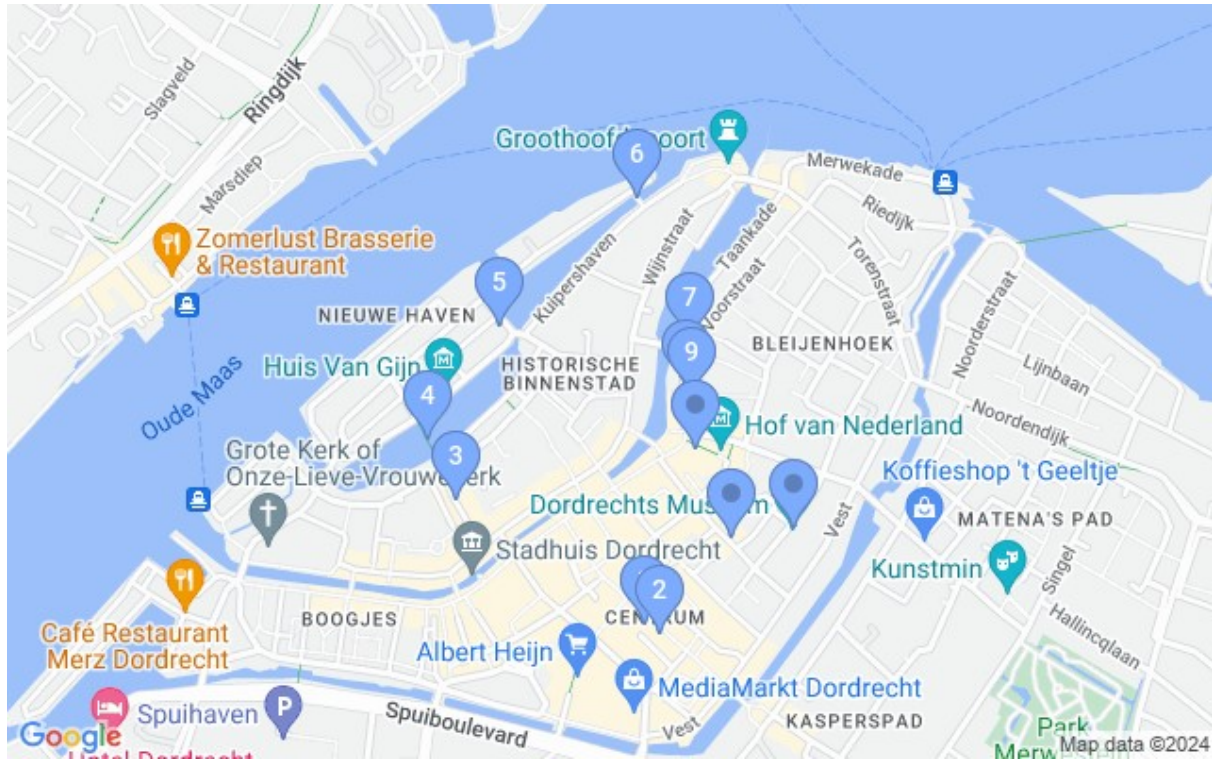 Slagveld
Ringdijk
Marsdiep
Groothoofdspoort
6
Merwekade
Riedijk
Zomerlust Brasserie
& Restaurant
Wijnstraat
Taankade
Torenstraat
5
NIEUWE HAVEN
Kuipershaven
7
Voorstraat
Noorderstraat
9
BLEIJENHOEK
Lijnbaan
Huis Van Gijn
HISTORISCHE
BINNENSTAD
Oude Maas
4
Noordendijk
Hof van Nederland
Grote Kerk of
Onze-Lieve-Vrouwekerk
3
Koffieshop 't Geeltje
Dordrechts Museum
Vest
MATENA'S PAD
Stadhuis Dordrecht
Singel
Kunstmin
2
BOOGJES
CENTRUM
Hallincqlaan
Café Restaurant
Merz Dordrecht
Albert Heijn
MediaMarkt Dordrecht
Spuihaven
P
Spuiboulevard
Vest
KASPERSPAD
Park
Merwestein
Google
Hotel Dordrecht
Map data ©2024